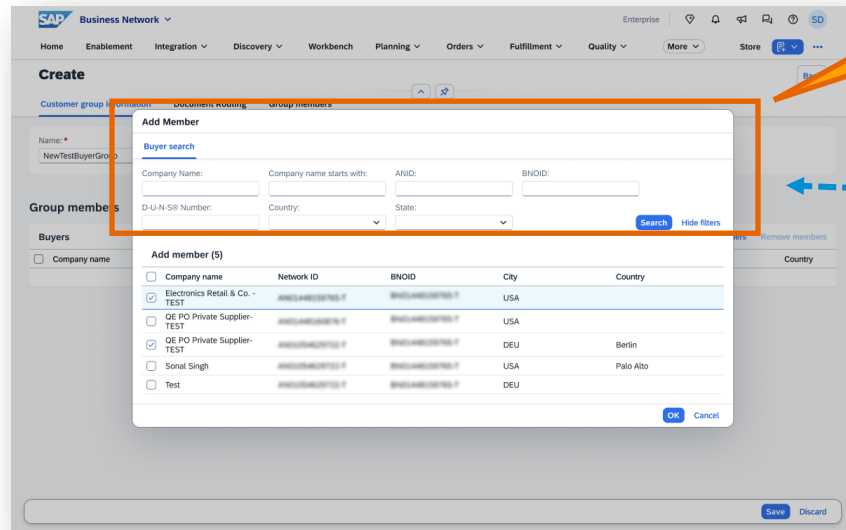 SAP Business Network Enterprise SD
Home Enablement Integration Discovery Workbench Planning Orders Fulfillment Quality More Store
Create
Customer group information Document Routing Group members
Add Member
Name:*
NewTestBuyerGroup
Buyer search
Company Name: Company name starts with: ANID: BNOID:
D-U-N-S® Number: Country: State:
Search Hide filters
Group members
Buyers Remove members
Company name Country
Add member (5)
Company name Network ID BNOID City Country
Electronics Retail & Co. -
TEST
USA
QE PO Private Supplier-
TEST
USA
QE PO Private Supplier-
TEST
DEU Berlin
Sonal Singh USA Palo Alto
Test DEU
OK Cancel
Save Discard